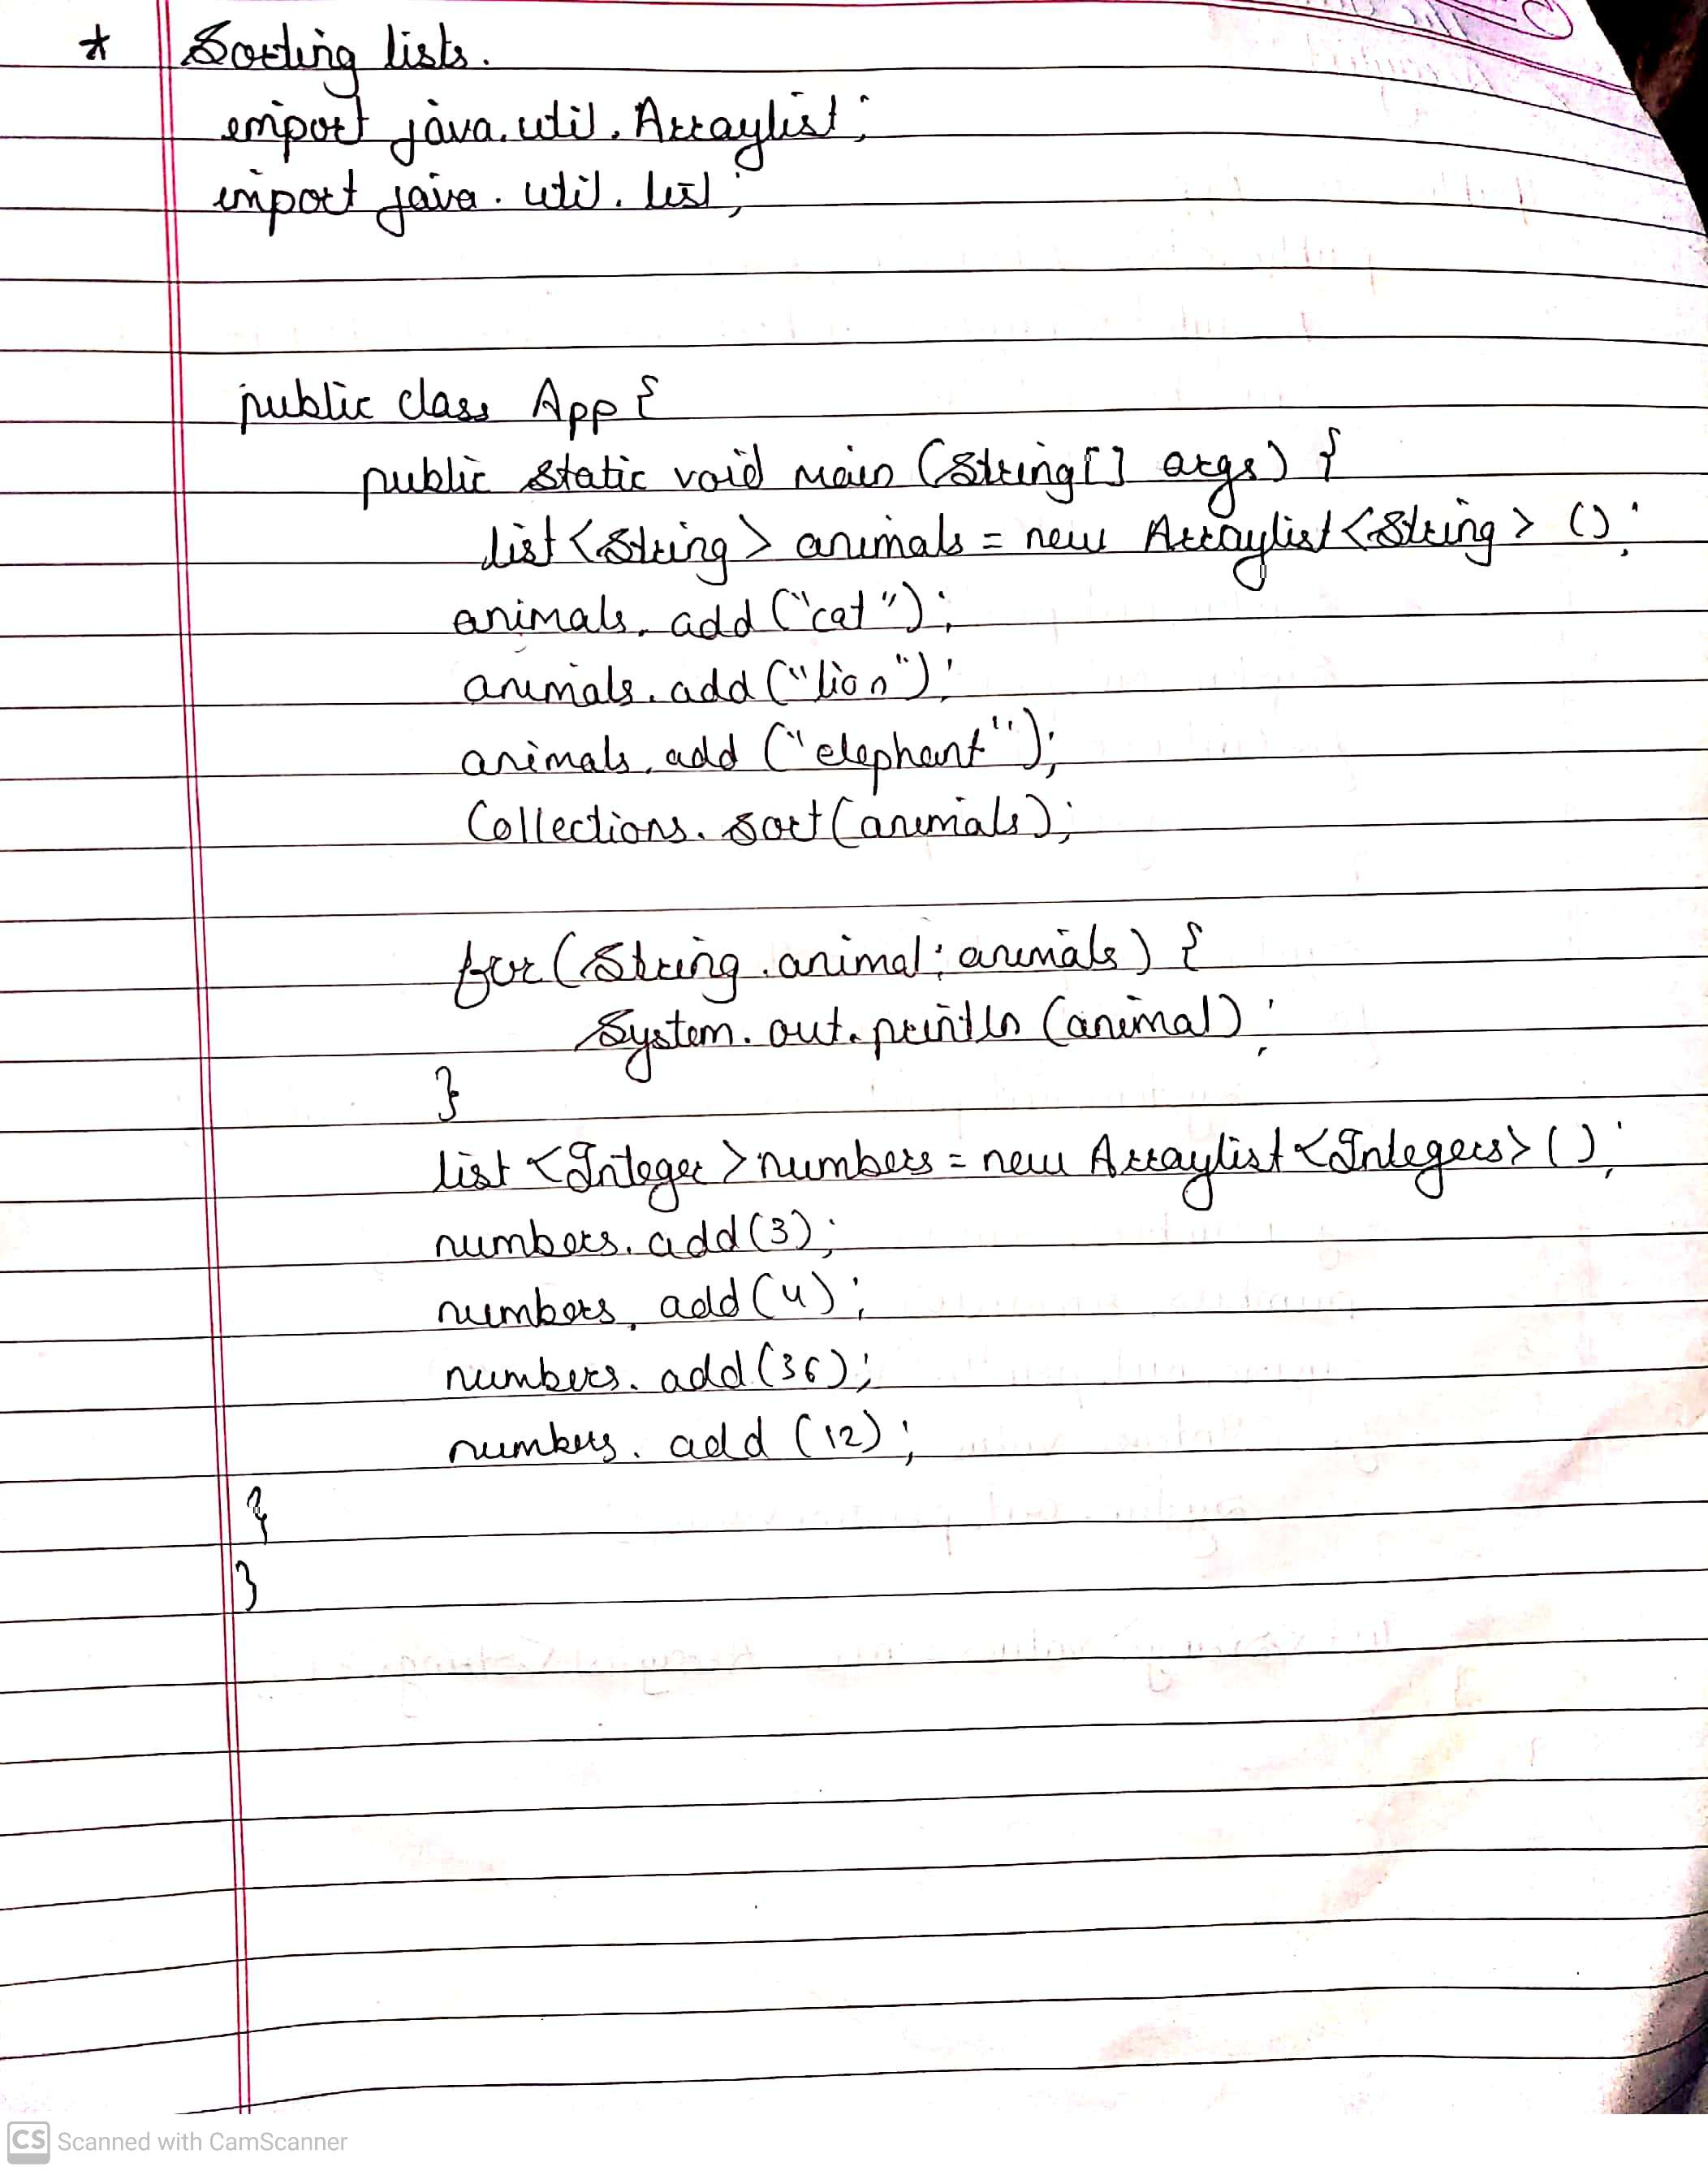 * Sorting lists.
import java.util.Arraylist;
import java.util.list;
public class App {
public static void main (String[] args) {
list <String> animals = new Arraylist <String> ();
animals.add ("cat");
animals.add ("lion");
animals.add ("elephant");
Collections.sort (animals);
for (String animal : animals) {
System.out.println (animal);
}
list <Integer> numbers = new Arraylist <Integers> ();
numbers.add (3);
numbers.add (4);
numbers.add (36);
numbers.add (12);
}
}
CS Scanned with CamScanner